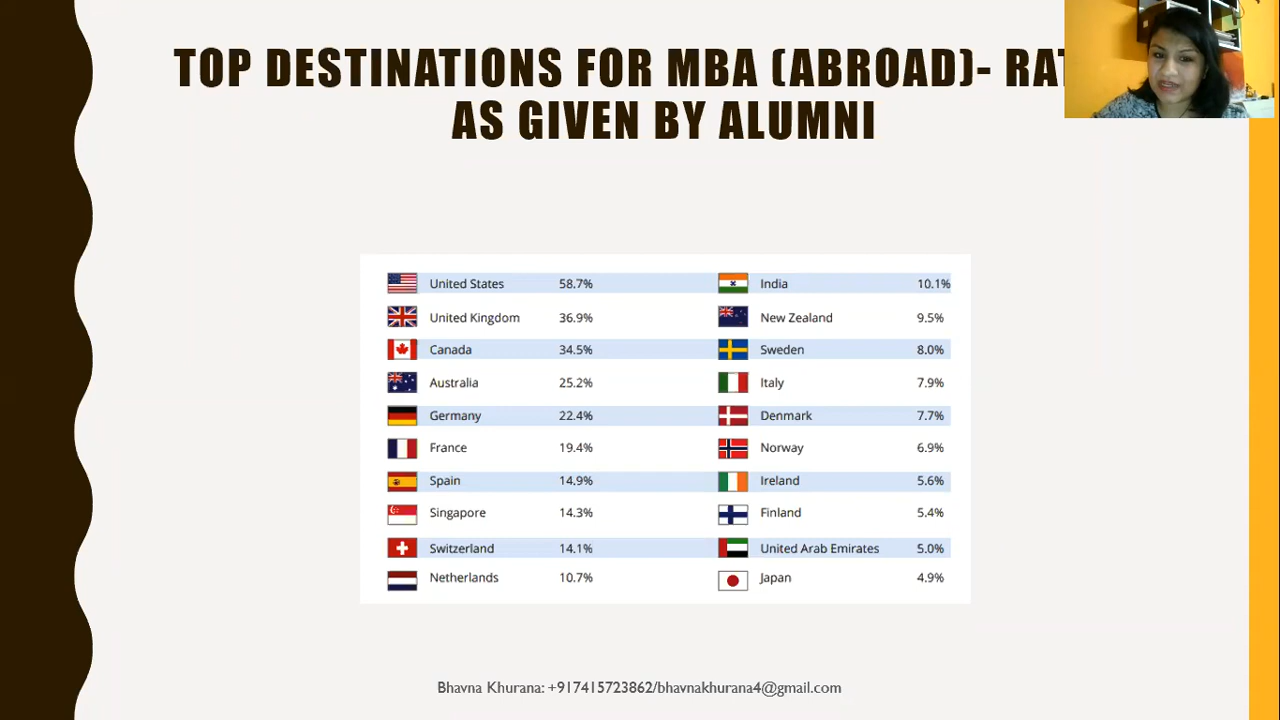 TOP DESTINATIONS FOR MBA (ABROAD)-
AS GIVEN BY ALUMNI
United States 58.7% India 10.1%
United Kingdom 36.9% New Zealand 9.5%
Canada 34.5% Sweden 8.0%
Australia 25.2% Italy 7.9%
Germany 22.4% Denmark 7.7%
France 19.4% Norway 6.9%
Spain 14.9% Ireland 5.6%
Singapore 14.3% Finland 5.4%
Switzerland 14.1% United Arab Emirates 5.0%
Netherlands 10.7% Japan 4.9%
Bhavna Khurana: +917415723862/bhavnakhurana4@gmail.com